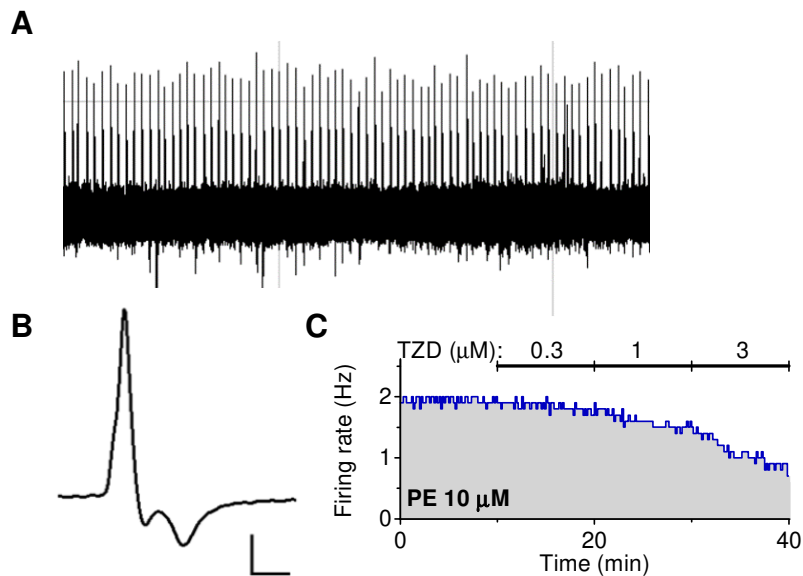 A
B
C
TZD (μM): 0.3 1 3
Firing rate (Hz)
2
1
0
PE 10 μM
0 20 40
Time (min)